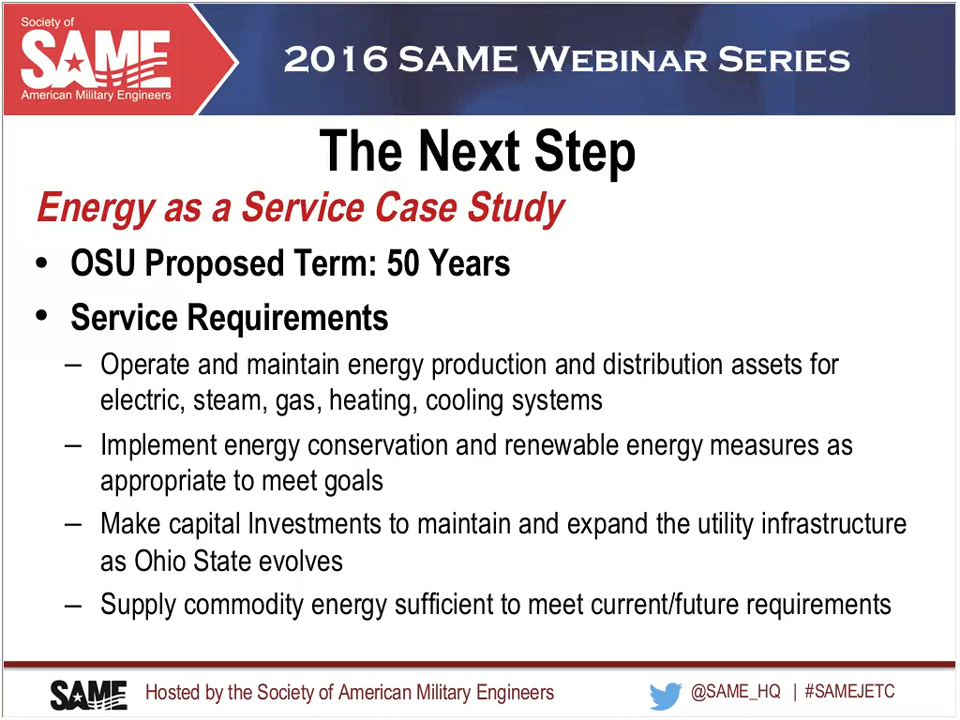 Society of
SAME
American Military Engineers
2016 SAME Webinar Series
The Next Step
Energy as a Service Case Study
• OSU Proposed Term: 50 Years
• Service Requirements
– Operate and maintain energy production and distribution assets for
electric, steam, gas, heating, cooling systems
– Implement energy conservation and renewable energy measures as
appropriate to meet goals
– Make capital Investments to maintain and expand the utility infrastructure
as Ohio State evolves
– Supply commodity energy sufficient to meet current/future requirements
SAME Hosted by the Society of American Military Engineers @SAME_HQ | #SAMEJETC